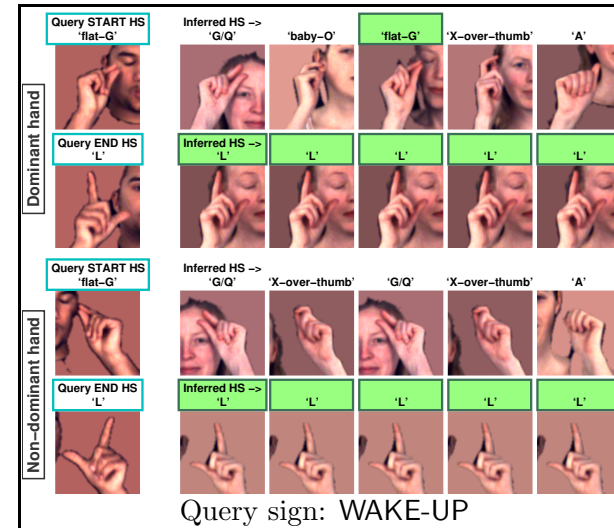 Dominant hand
Query START HS
'flat-G'
Inferred HS ->
'G/Q'
'baby-O'
'flat-G'
'X-over-thumb'
'A'
Query END HS
'L'
Inferred HS ->
'L'
'L'
'L'
'L'
'L'
Non-dominant hand
Query START HS
'flat-G'
Inferred HS ->
'G/Q'
'X-over-thumb'
'G/Q'
'X-over-thumb'
'A'
Query END HS
'L'
Inferred HS ->
'L'
'L'
'L'
'L'
'L'
Query sign: WAKE-UP